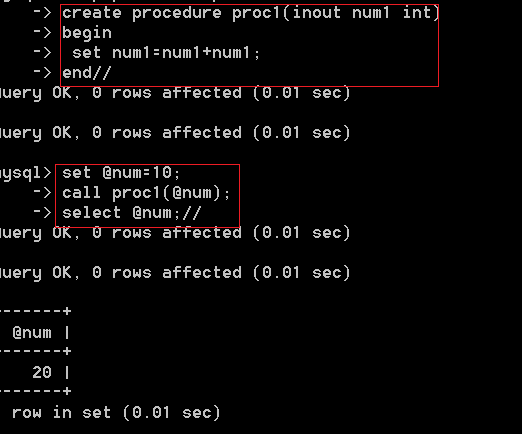 -> create procedure proc1(inout num1 int)
-> begin
-> set num1=num1+num1;
-> end//
uery OK, 0 rows affected (0.01 sec)
uery OK, 0 rows affected (0.01 sec)
mysql> set @num=10;
-> call proc1(@num);
-> select @num;//
uery OK, 0 rows affected (0.01 sec)
uery OK, 0 rows affected (0.01 sec)
-------+
@num |
-------+
20 |
-------+
row in set (0.01 sec)